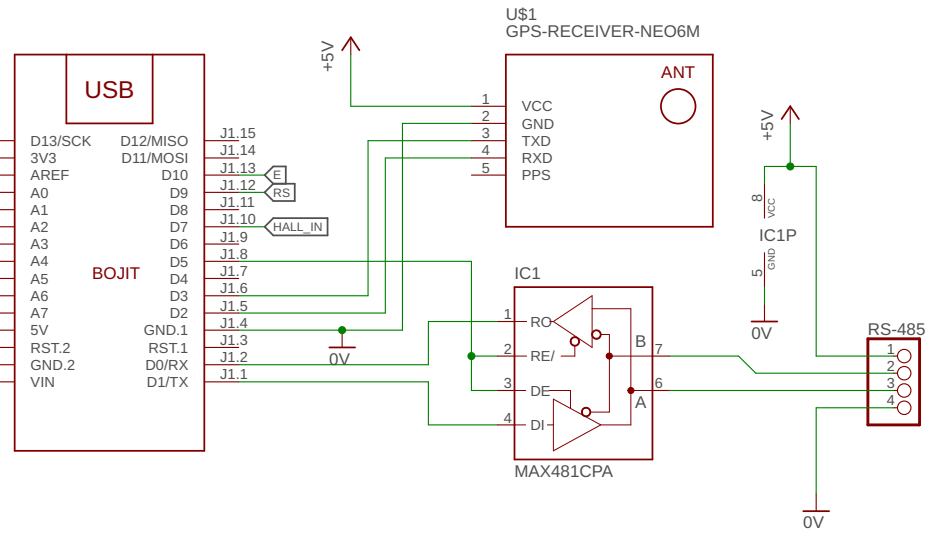 U$1
GPS-RECEIVER-NEO6M
+5V
USB
ANT
1 VCC
2 GND
3 TXD
4 RXD
5 PPS
+5V
D13/SCK D12/MISO J1.15
3V3 D11/MOSI J1.14
AREF D10 J1.13 E
A0 D9 J1.12 RS
A1 D8 J1.11
A2 D7 J1.10 HALL_IN
A3 D6 J1.9
A4 D5 J1.8
A5 D4 J1.7
A6 D3 J1.6
A7 D2 J1.5
5V GND.1 J1.4
RST.2 RST.1 J1.3
GND.2 D0/RX J1.2
VIN D1/TX J1.1
BOJIT
0V
8 VCC
IC1P
5 GND
0V
IC1
1 RO
2 RE/
3 DE
4 DI
B 7
A 6
MAX481CPA
RS-485
1
2
3
4
0V